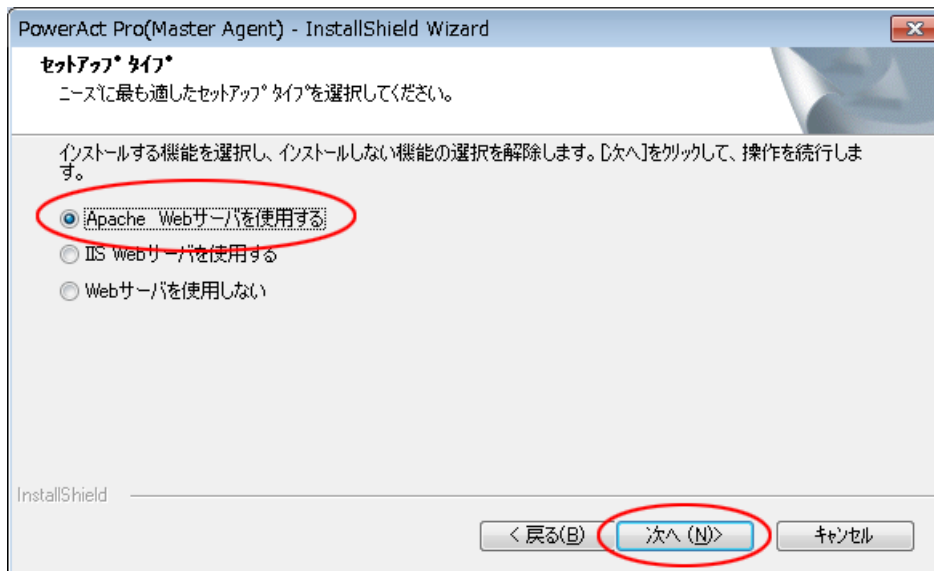 PowerAct Pro(Master Agent) - InstallShield Wizard
セットアップ タイプ
ニーズに最も適したセットアップ タイプを選択してください。
インストールする機能を選択し、インストールしない機能の選択を解除します。[次へ]をクリックして、操作を続行しま
す。
Apache Webサーバを使用する
IIS Webサーバを使用する
Webサーバを使用しない
InstallShield
< 戻る(B)
次へ (N)>
キャンセル